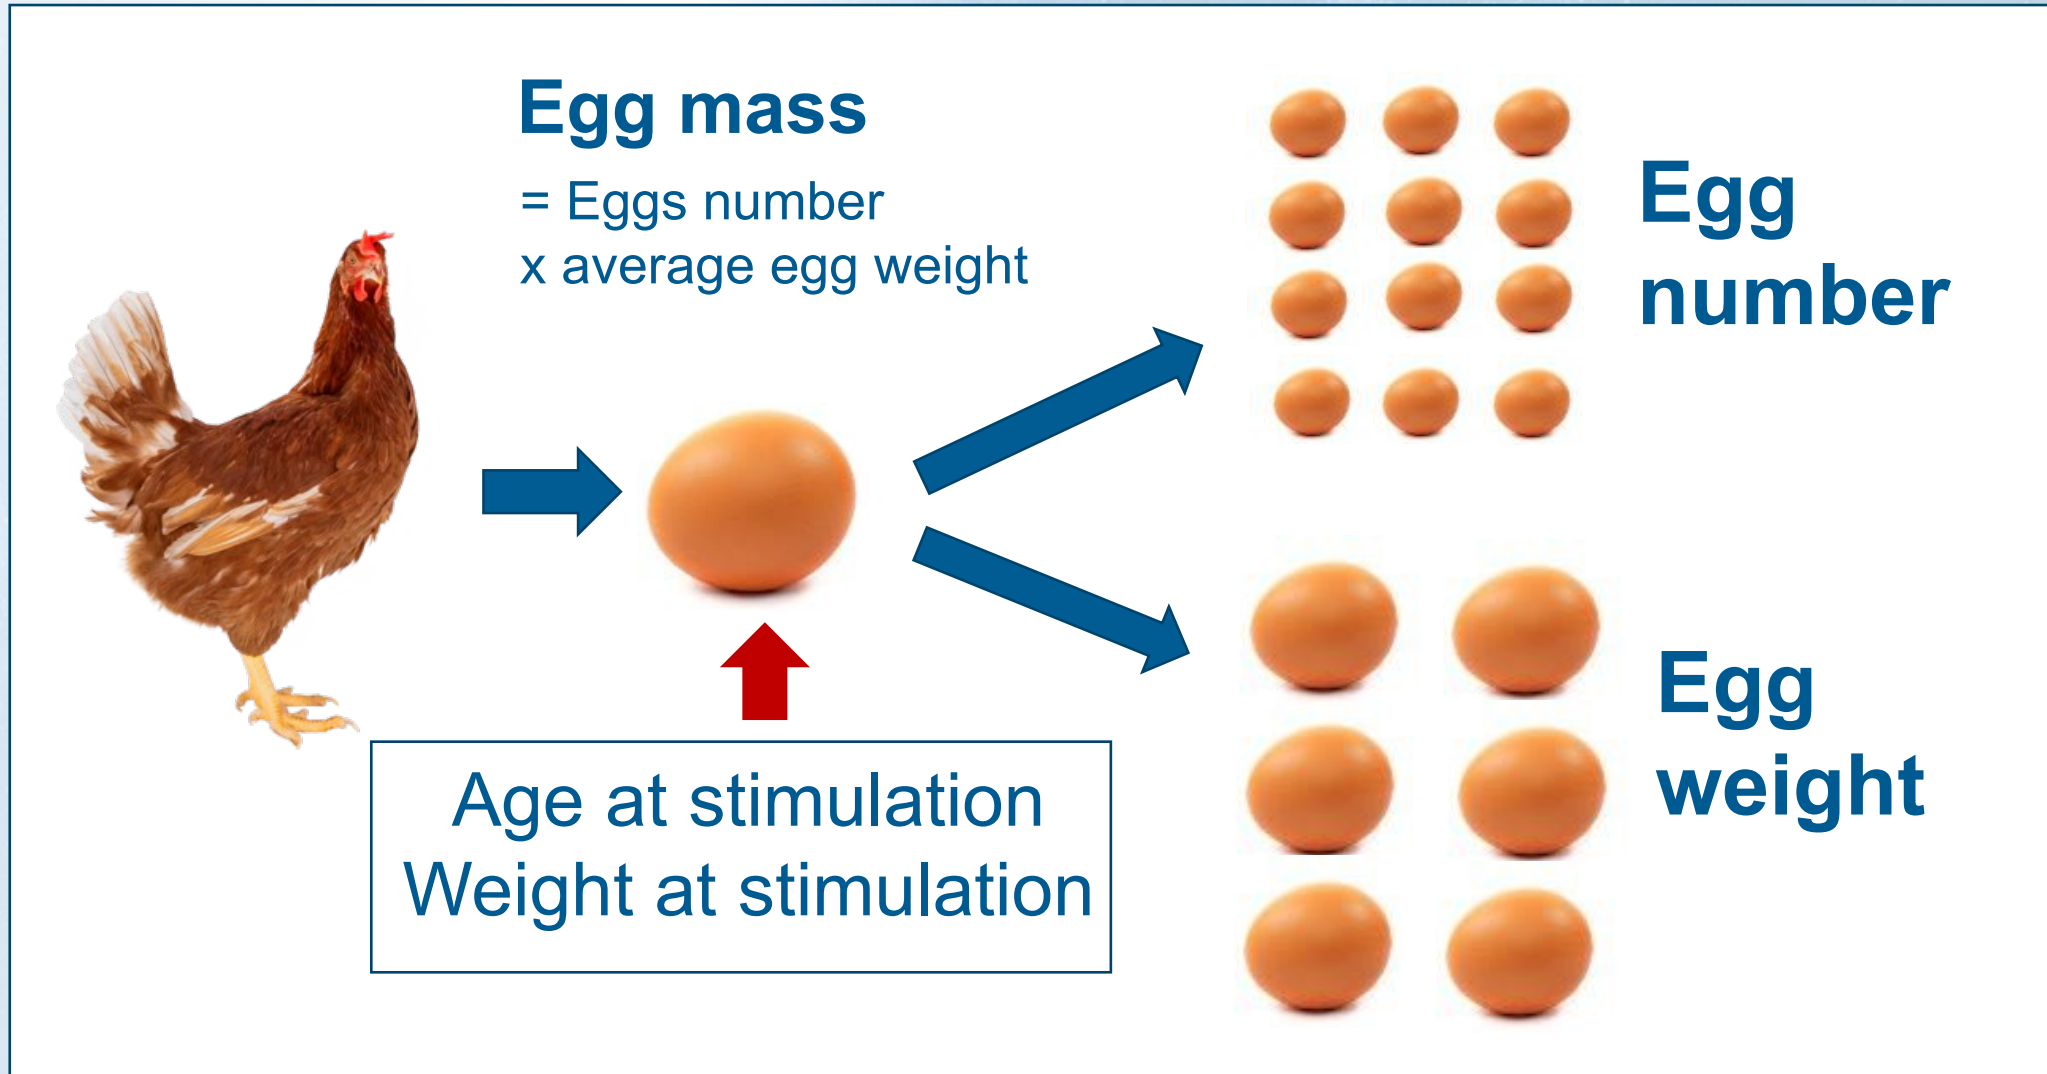 Egg mass
= Eggs number
x average egg weight
Egg
number
Age at stimulation
Weight at stimulation
Egg
weight